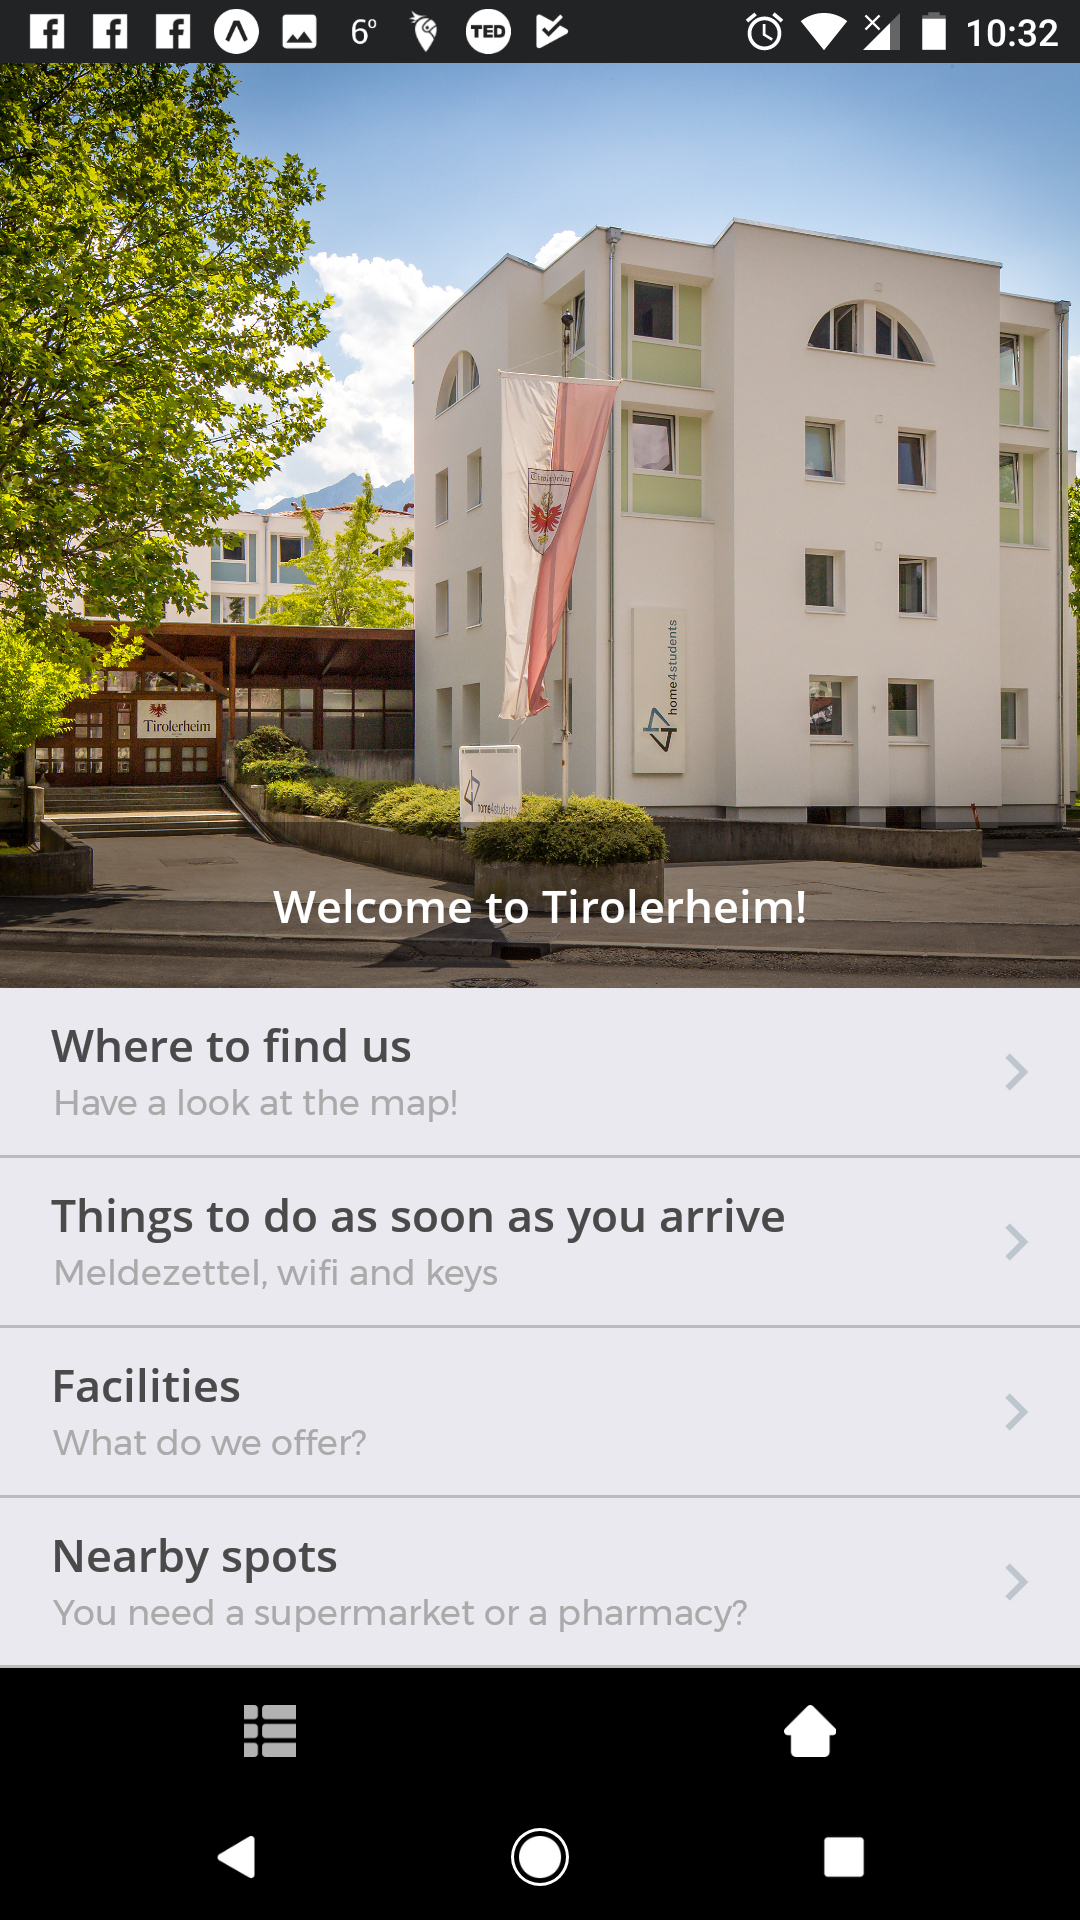 6°
TED
10:32
Tirolerheim
home4students
Tirolerheim
home4students
Welcome to Tirolerheim!
Where to find us
Have a look at the map!
Things to do as soon as you arrive
Meldezettel, wifi and keys
Facilities
What do we offer?
Nearby spots
You need a supermarket or a pharmacy?